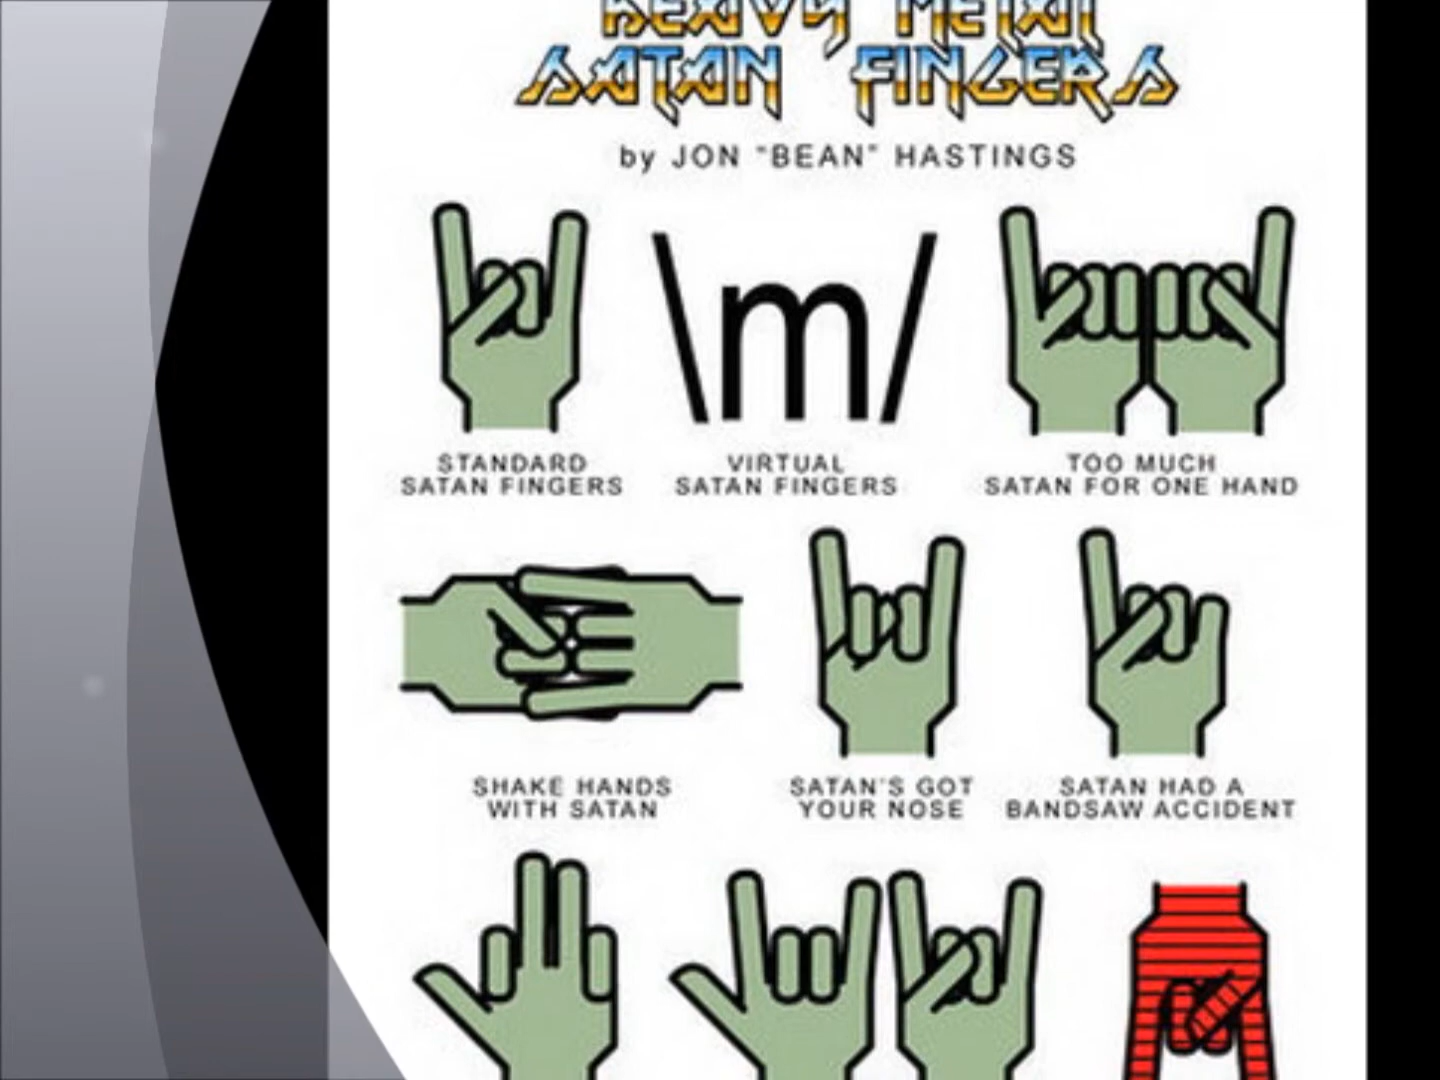 HEAVY METAL
SATAN FINGERS
by JON "BEAN" HASTINGS
\m/
STANDARD
SATAN FINGERS
VIRTUAL
SATAN FINGERS
TOO MUCH
SATAN FOR ONE HAND
SHAKE HANDS
WITH SATAN
SATAN'S GOT
YOUR NOSE
SATAN HAD A
BANDSAW ACCIDENT